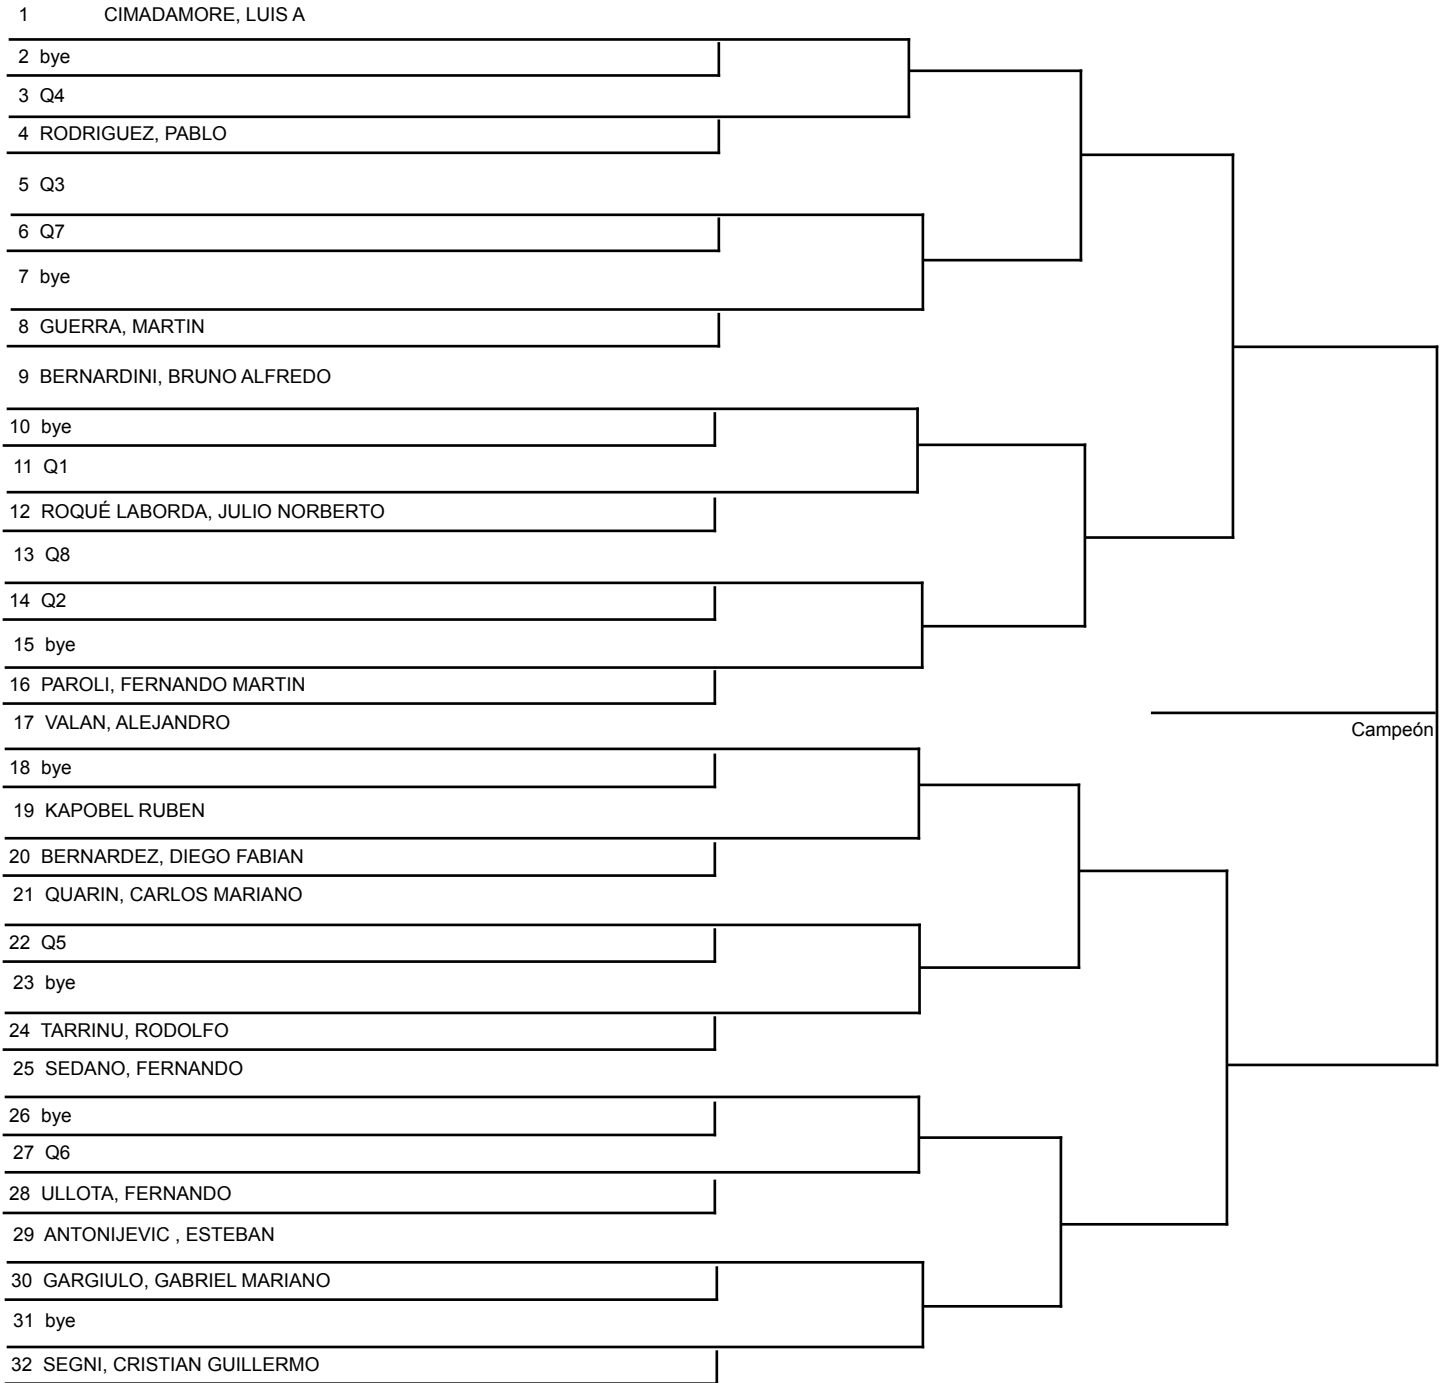 1 CIMADAMORE, LUIS A
2 bye
3 Q4
4 RODRIGUEZ, PABLO
5 Q3
6 Q7
7 bye
8 GUERRA, MARTIN
9 BERNARDINI, BRUNO ALFREDO
10 bye
11 Q1
12 ROQUÉ LABORDA, JULIO NORBERTO
13 Q8
14 Q2
15 bye
16 PAROLI, FERNANDO MARTIN
17 VALAN, ALEJANDRO
Campeón
18 bye
19 KAPOBEL RUBEN
20 BERNARDEZ, DIEGO FABIAN
21 QUARIN, CARLOS MARIANO
22 Q5
23 bye
24 TARRINU, RODOLFO
25 SEDANO, FERNANDO
26 bye
27 Q6
28 ULLOTA, FERNANDO
29 ANTONIJEVIC , ESTEBAN
30 GARGIULO, GABRIEL MARIANO
31 bye
32 SEGNI, CRISTIAN GUILLERMO